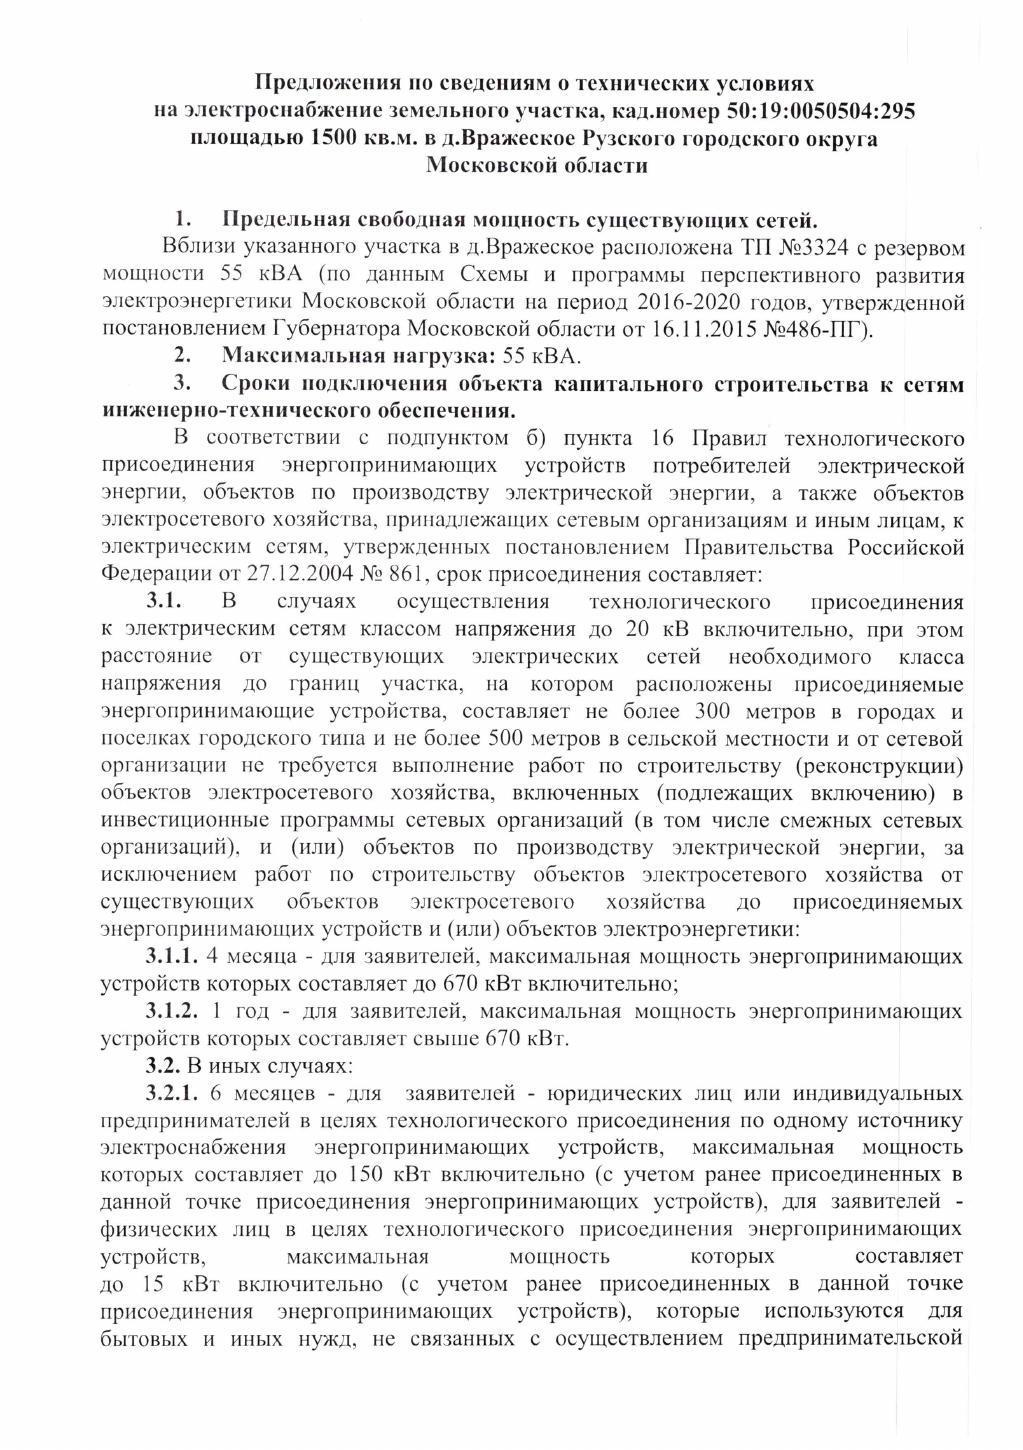 Предложения по сведениям о технических условиях
на электроснабжение земельного участка, кад.номер 50:19:0050504:295
площадью 1500 кв.м. в д.Вражеское Рузского городского округа
Московской области
1. Предельная свободная мощность существующих сетей.
Вблизи указанного участка в д.Вражеское расположена ТП №3324 с резервом
мощности 55 кВА (по данным Схемы и программы перспективного развития
электроэнергетики Московской области на период 2016-2020 годов, утвержденной
постановлением Губернатора Московской области от 16.11.2015 №486-ПГ).
2. Максимальная нагрузка: 55 кВА.
3. Сроки подключения объекта капитального строительства к сетям
инженерно-технического обеспечения.
В соответствии с подпунктом б) пункта 16 Правил технологического
присоединения энергопринимающих устройств потребителей электрической
энергии, объектов по производству электрической энергии, а также объектов
электросетевого хозяйства, принадлежащих сетевым организациям и иным лицам, к
электрическим сетям, утвержденных постановлением Правительства Российской
Федерации от 27.12.2004 № 861, срок присоединения составляет:
3.1. В случаях осуществления технологического присоединения
к электрическим сетям классом напряжения до 20 кВ включительно, при этом
расстояние от существующих электрических сетей необходимого класса
напряжения до границ участка, на котором расположены присоединяемые
энергопринимающие устройства, составляет не более 300 метров в городах и
поселках городского типа и не более 500 метров в сельской местности и от сетевой
организации не требуется выполнение работ по строительству (реконструкции)
объектов электросетевого хозяйства, включенных (подлежащих включению) в
инвестиционные программы сетевых организаций (в том числе смежных сетевых
организаций), и (или) объектов по производству электрической энергии, за
исключением работ по строительству объектов электросетевого хозяйства от
существующих объектов электросетевого хозяйства до присоединяемых
энергопринимающих устройств и (или) объектов электроэнергетики:
3.1.1. 4 месяца - для заявителей, максимальная мощность энергопринимающих
устройств которых составляет до 670 кВт включительно;
3.1.2. 1 год - для заявителей, максимальная мощность энергопринимающих
устройств которых составляет свыше 670 кВт.
3.2. В иных случаях:
3.2.1. 6 месяцев - для заявителей - юридических лиц или индивидуальных
предпринимателей в целях технологического присоединения по одному источнику
электроснабжения энергопринимающих устройств, максимальная мощность
которых составляет до 150 кВт включительно (с учетом ранее присоединенных в
данной точке присоединения энергопринимающих устройств), для заявителей -
физических лиц в целях технологического присоединения энергопринимающих
устройств, максимальная мощность которых составляет
до 15 кВт включительно (с учетом ранее присоединенных в данной точке
присоединения энергопринимающих устройств), которые используются для
бытовых и иных нужд, не связанных с осуществлением предпринимательской